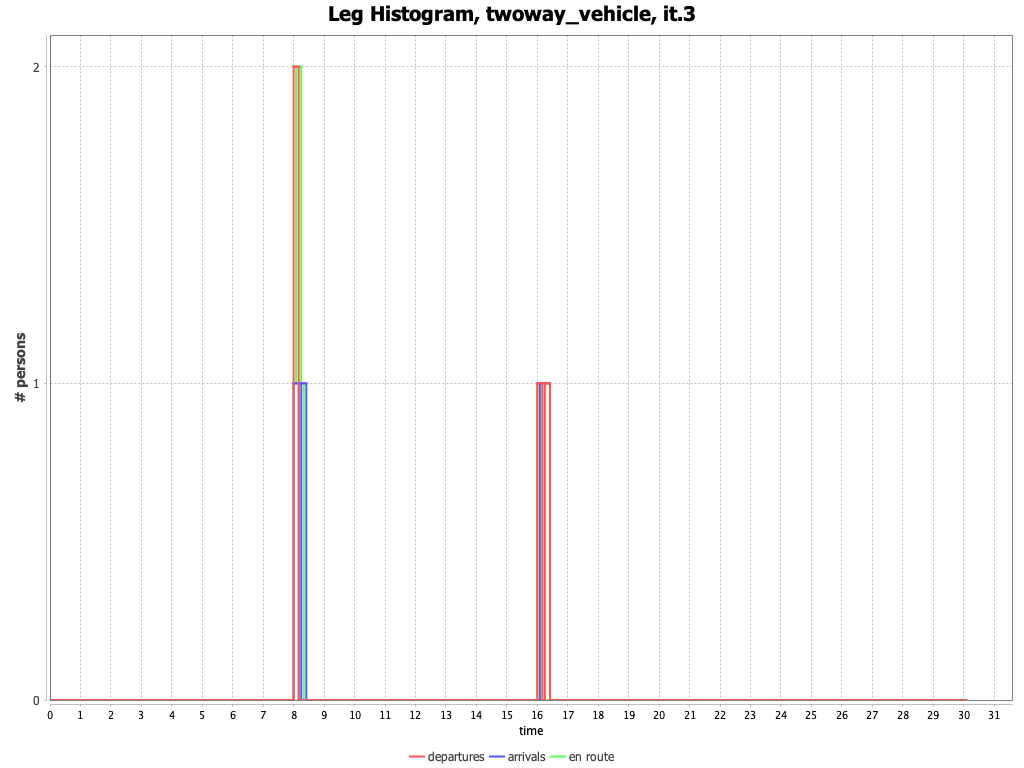 Leg Histogram, twoway_vehicle, it.3
2
1
0
# persons
0 1 2 3 4 5 6 7 8 9 10 11 12 13 14 15 16 17 18 19 20 21 22 23 24 25 26 27 28 29 30 31
time
departures arrivals en route